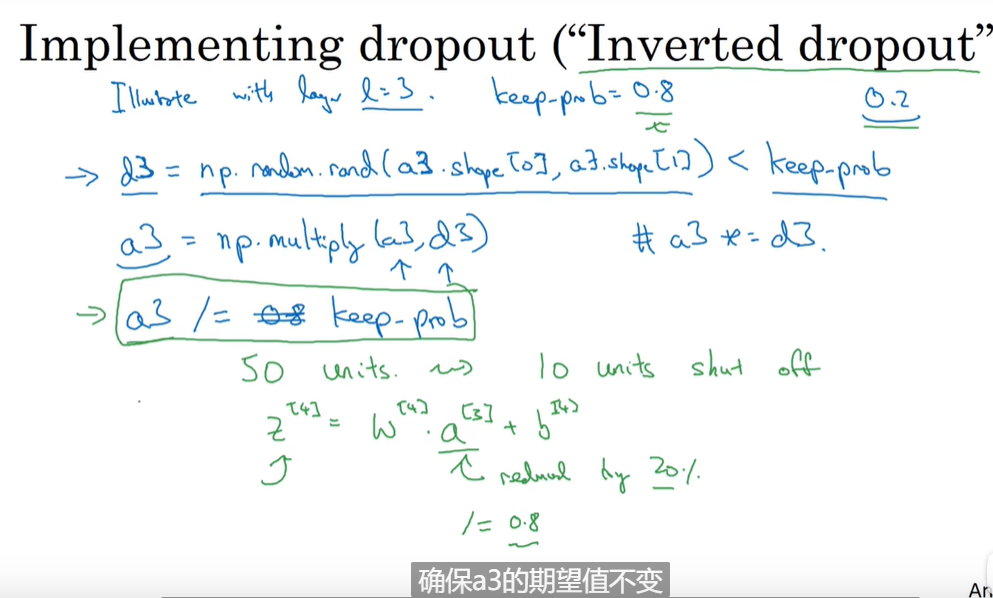 Implementing dropout (“Inverted dropout”
Illustrate with layer l=3. keep-prob = 0.8 0.2
x
→ d3 = np.random.rand(a3.shape[0], a3.shape[1]) < keep-prob
a3 = np.multiply(a3, d3) # a3 *= d3.
→ a3 /= 0.8 keep-prob
50 units. ⇝ 10 units shut off
z^[4] = W^[4] · a^[3] + b^[4]
reduced by 20%.
/= 0.8
确保a3的期望值不变
An